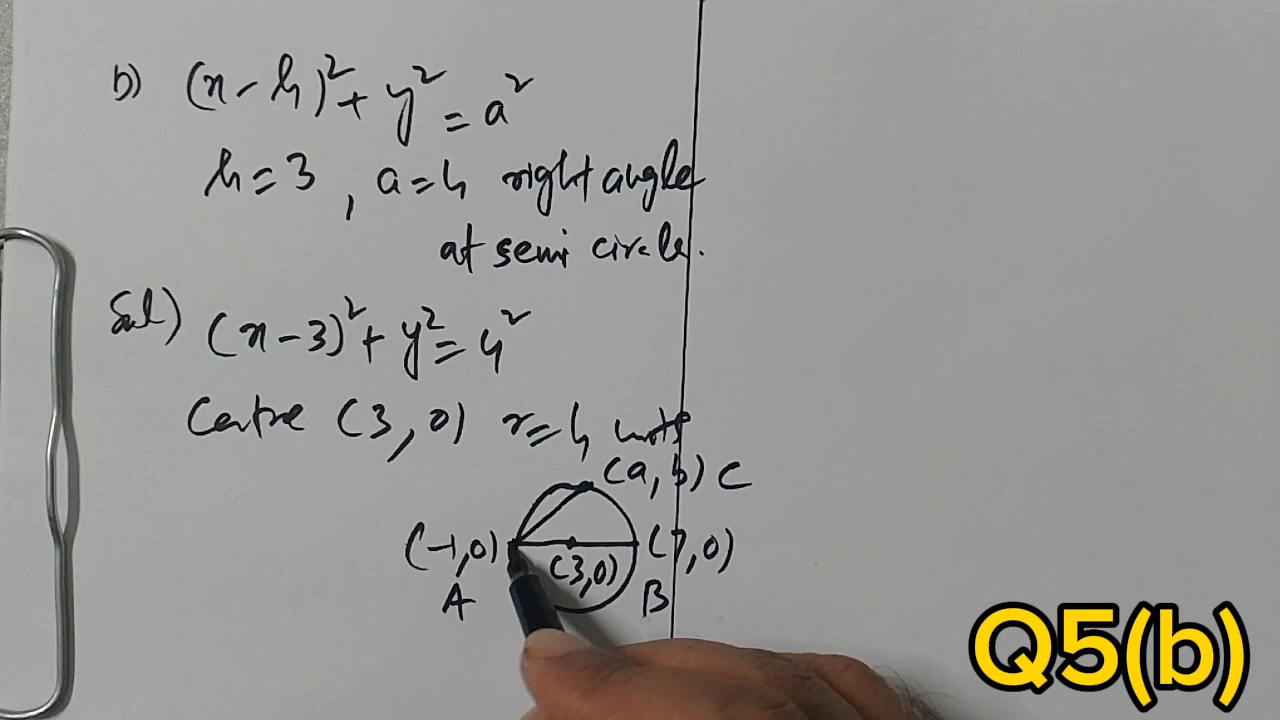 b) (x-h)²+ y² = a²
h=3, a=4 right angle
at semi circle.
Sol) (x-3)²+ y²= 4²
Centre (3,0) r=4 units
(a,b) C
(-1,0) (3,0) (7,0)
A B
Q5(b)